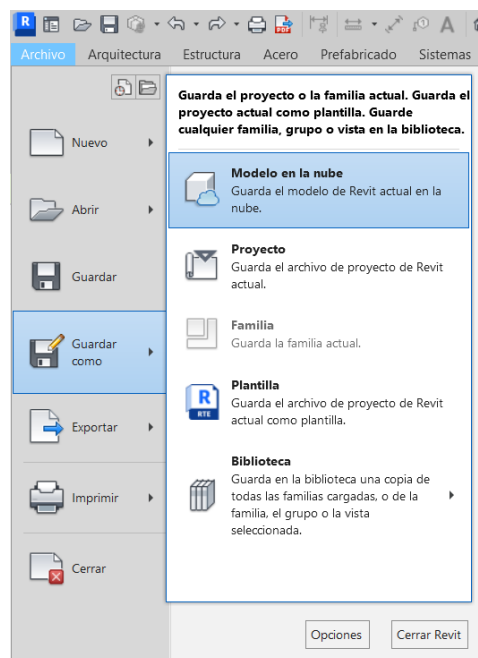 R
PDF
A
Archivo Arquitectura Estructura Acero Prefabricado Sistemas
Guarda el proyecto o la familia actual. Guarda el
proyecto actual como plantilla. Guarde
cualquier familia, grupo o vista en la biblioteca.
Nuevo
Abrir
Guardar
Guardar
como
Exportar
Imprimir
Cerrar
Modelo en la nube
Guarda el modelo de Revit actual en la
nube.
Proyecto
Guarda el archivo de proyecto de Revit
actual.
Familia
Guarda la familia actual.
Plantilla
R
RTE
Guarda el archivo de proyecto de Revit
actual como plantilla.
Biblioteca
Guarda en la biblioteca una copia de
todas las familias cargadas, o de la
familia, el grupo o la vista
seleccionada.
Opciones
Cerrar Revit